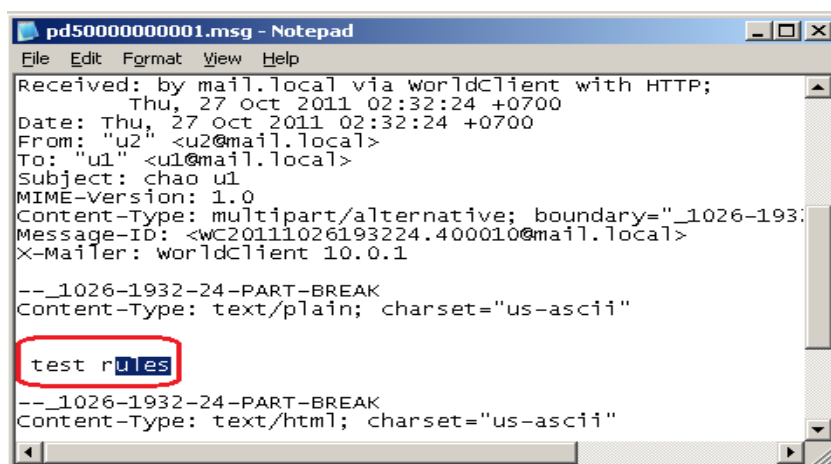 pd50000000001.msg - Notepad
File Edit Format View Help
Received: by mail.local via WorldClient with HTTP;
Thu, 27 Oct 2011 02:32:24 +0700
Date: Thu, 27 Oct 2011 02:32:24 +0700
From: "u2" <u2@mail.local>
To: "u1" <u1@mail.local>
Subject: chao u1
MIME-Version: 1.0
Content-Type: multipart/alternative; boundary="_1026-193
Message-ID: <WC20111026193224.400010@mail.local>
X-Mailer: WorldClient 10.0.1
--_1026-1932-24-PART-BREAK
Content-Type: text/plain; charset="us-ascii"
test rules
--_1026-1932-24-PART-BREAK
Content-Type: text/html; charset="us-ascii"